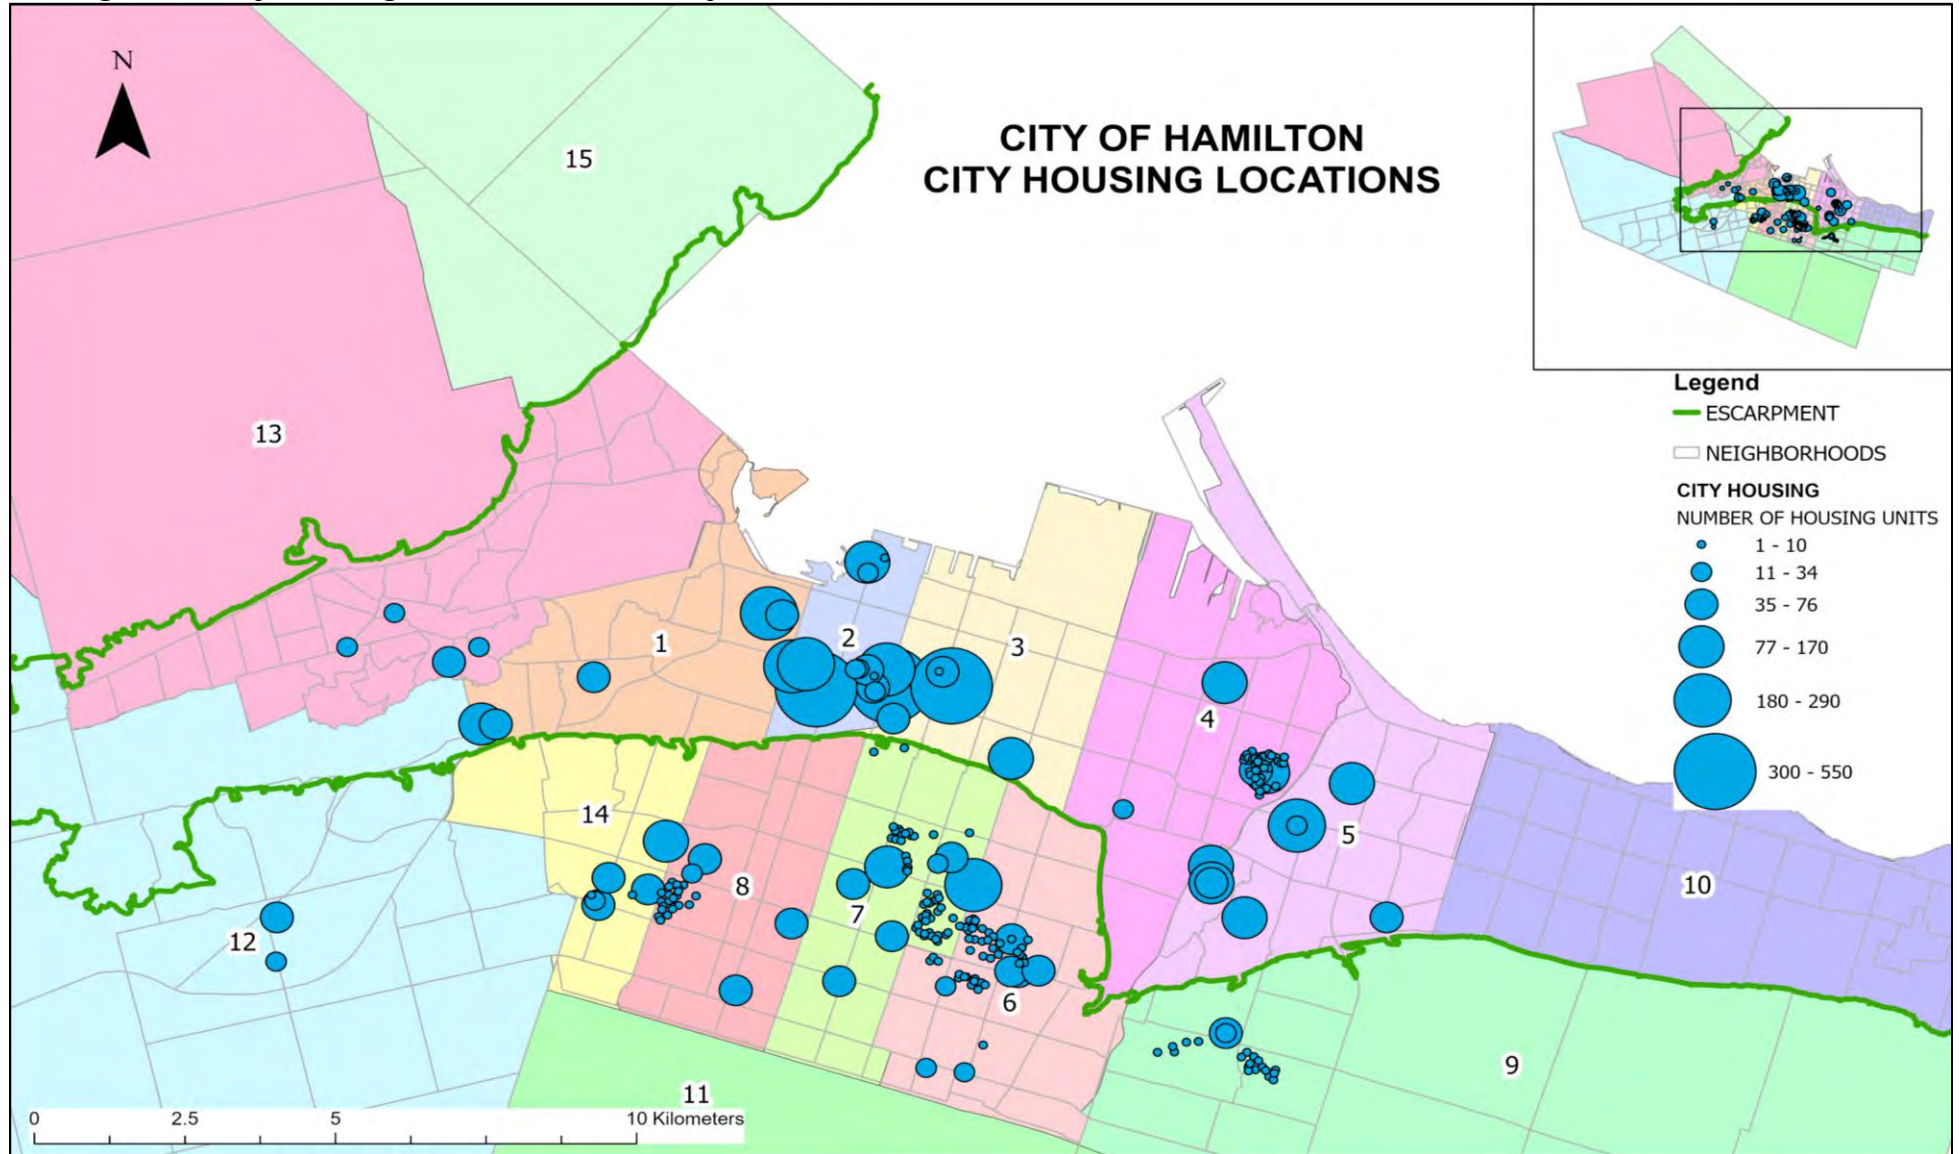 N
CITY OF HAMILTON
CITY HOUSING LOCATIONS
15
13
1
2
3
4
5
10
14
8
7
12
6
9
11
Legend
ESCARPMENT
NEIGHBORHOODS
CITY HOUSING
NUMBER OF HOUSING UNITS
1 - 10
11 - 34
35 - 76
77 - 170
180 - 290
300 - 550
0 2.5 5 10 Kilometers